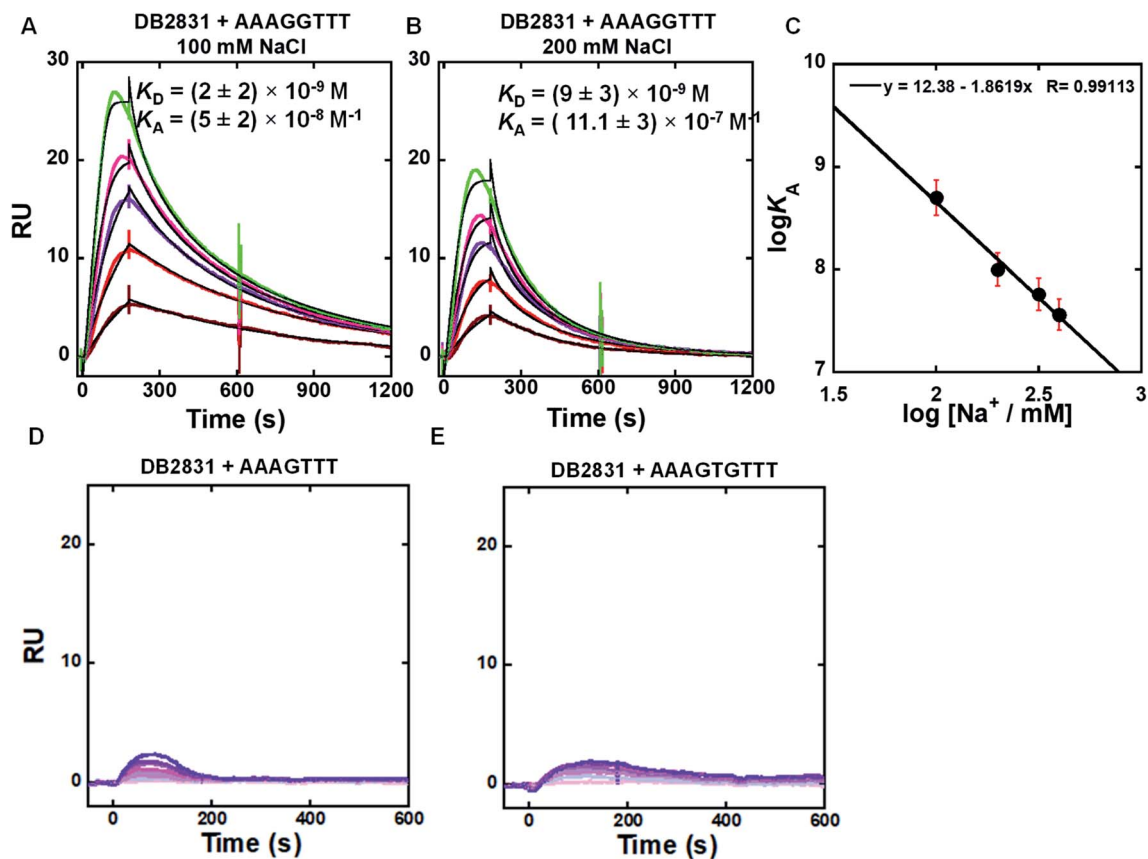 A
DB2831 + AAAGGTTT
100 mM NaCl
30
20
10
0
RU
K_D = (2 ± 2) × 10⁻⁹ M
K_A = (5 ± 2) × 10⁻⁸ M⁻¹
0 300 600 900 1200
Time (s)
B
DB2831 + AAAGGTTT
200 mM NaCl
K_D = (9 ± 3) × 10⁻⁹ M
K_A = ( 11.1 ± 3) × 10⁻⁷ M⁻¹
0 300 600 900 1200
Time (s)
C
10
9
8
7
logK_A
y = 12.38 - 1.8619x R= 0.99113
1.5 2 2.5 3
log [Na⁺ / mM]
D
DB2831 + AAAGTTT
20
10
0
RU
0 200 400 600
Time (s)
E
DB2831 + AAAGTGTTT
20
10
0
0 200 400 600
Time (s)